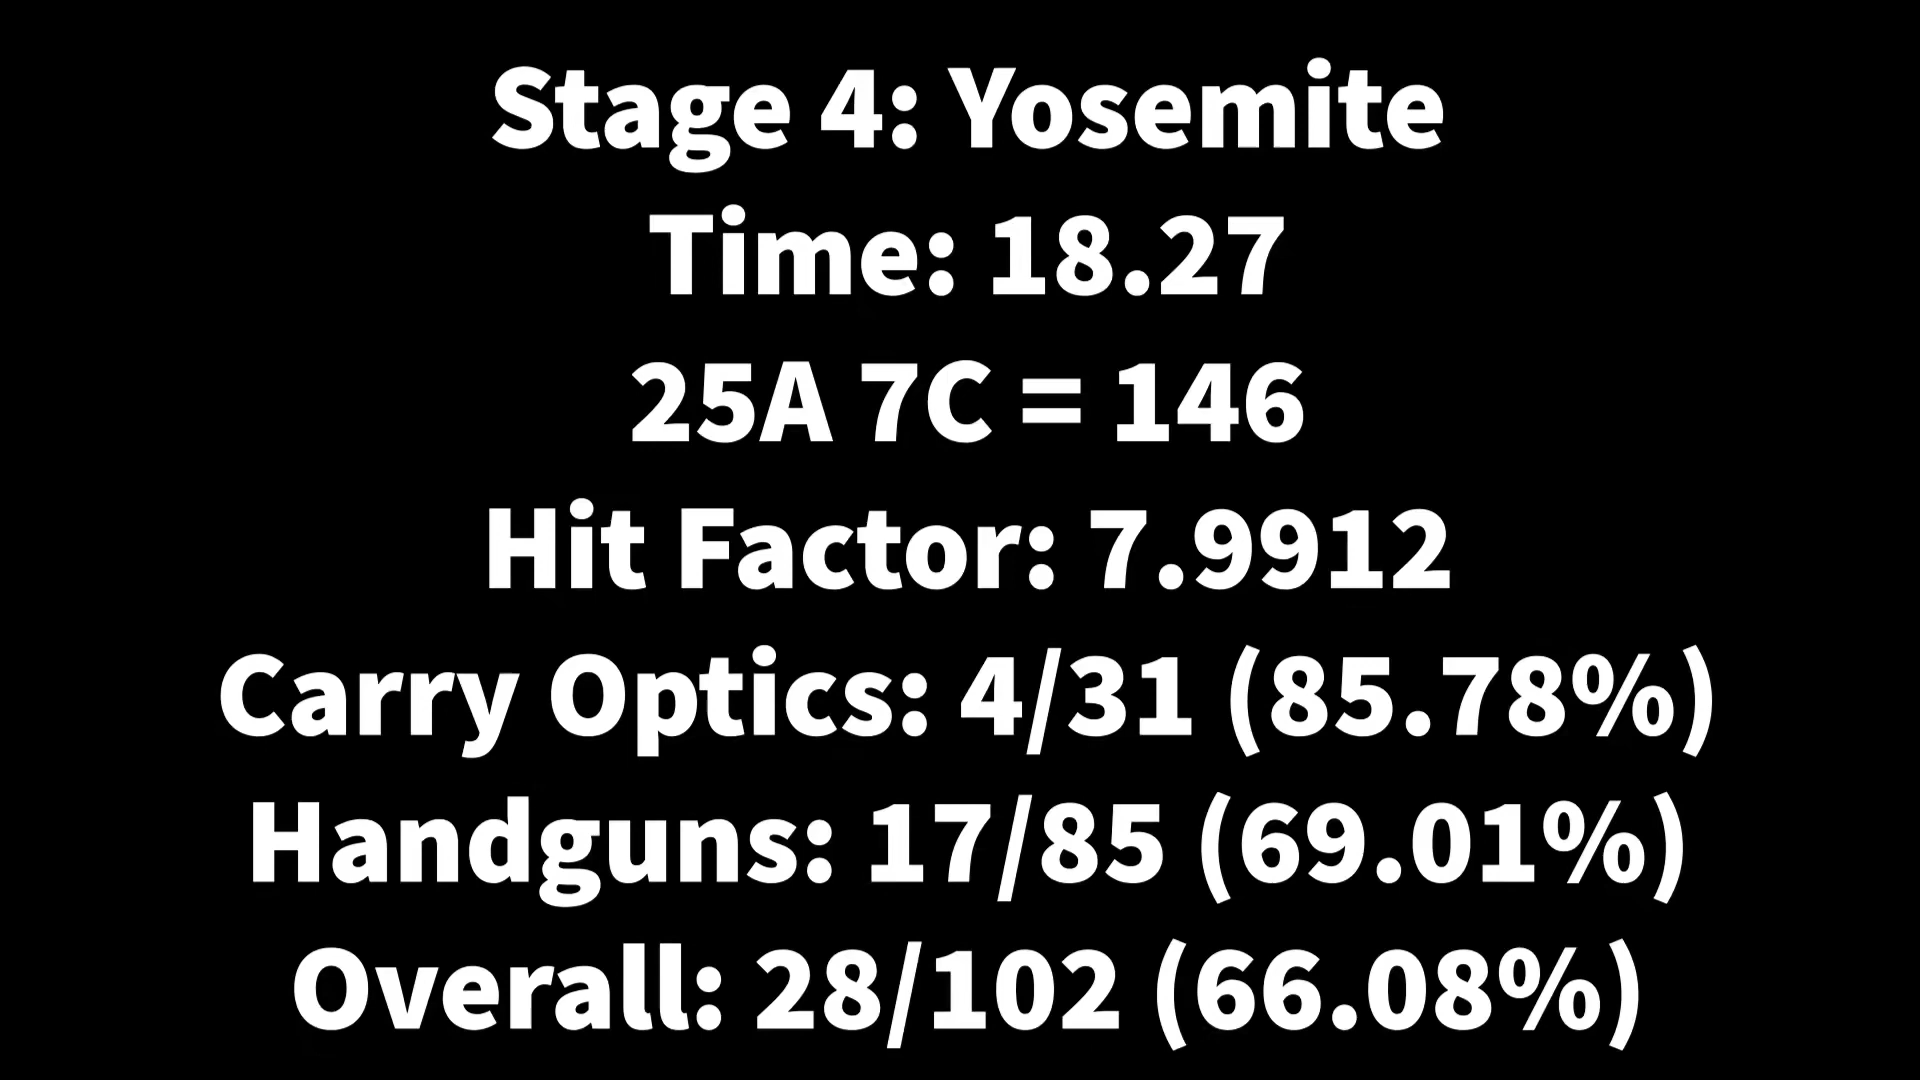 Stage 4: Yosemite
Time: 18.27
25A 7C = 146
Hit Factor: 7.9912
Carry Optics: 4/31 (85.78%)
Handguns: 17/85 (69.01%)
Overall: 28/102 (66.08%)